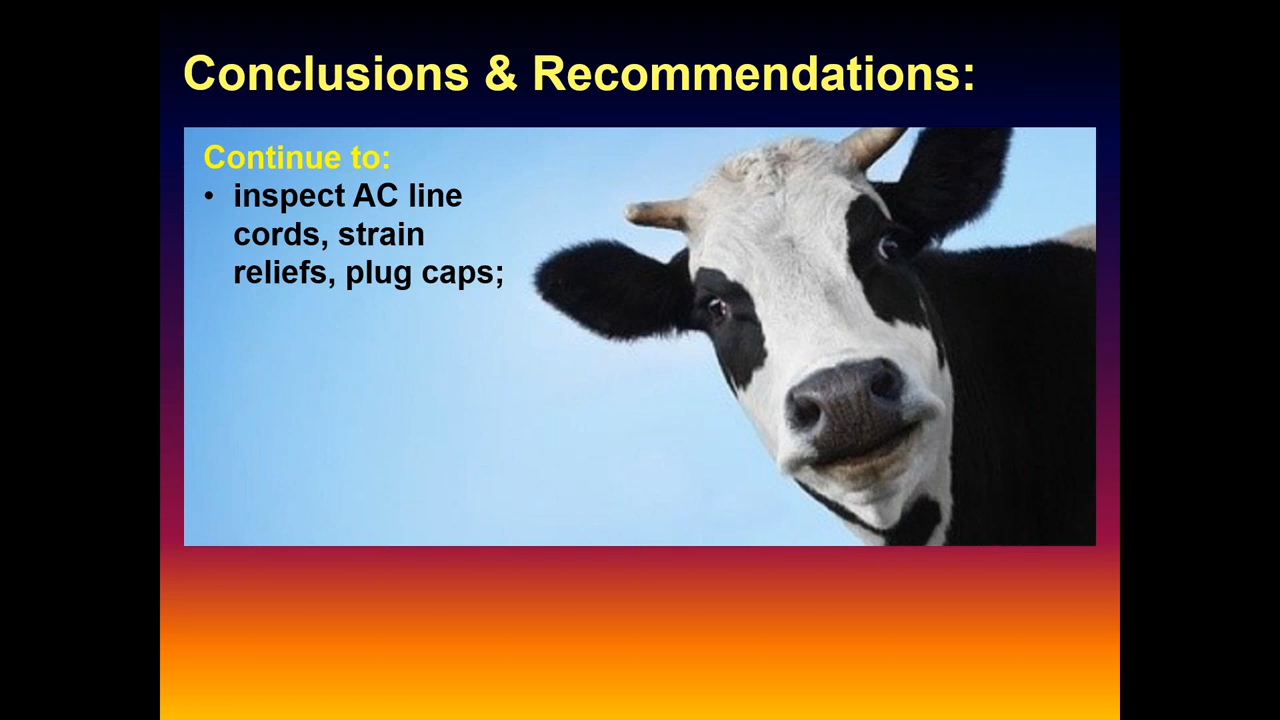 Conclusions & Recommendations:
Continue to:
• inspect AC line
cords, strain
reliefs, plug caps;